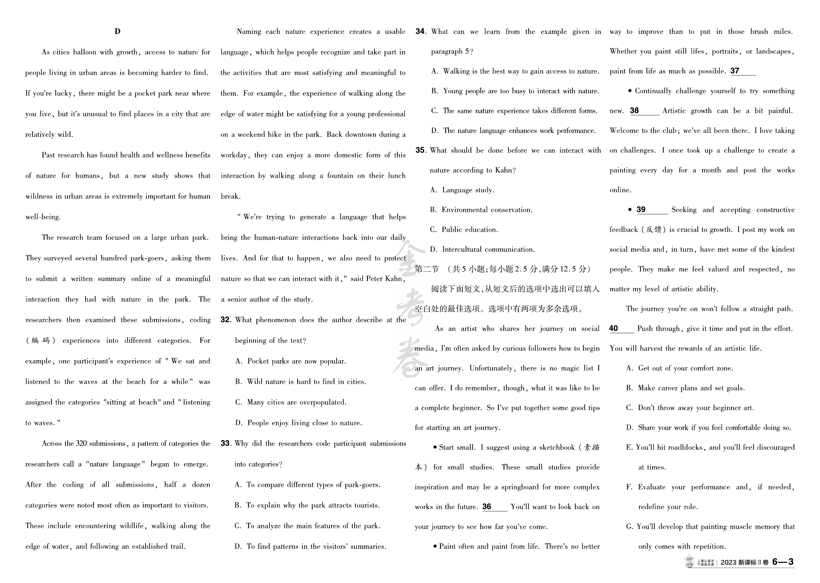 D
As cities balloon with growth, access to nature for
people living in urban areas is becoming harder to find.
If you're lucky, there might be a pocket park near where
you live, but it's unusual to find places in a city that are
relatively wild.
Past research has found health and wellness benefits
of nature for humans, but a new study shows that
wildness in urban areas is extremely important for human
well-being.
The research team focused on a large urban park.
They surveyed several hundred park-goers, asking them
to submit a written summary online of a meaningful
interaction they had with nature in the park. The
researchers then examined these submissions, coding
(编码) experiences into different categories. For
example, one participant's experience of "We sat and
listened to the waves at the beach for a while" was
assigned the categories "sitting at beach" and "listening
to waves."
Across the 320 submissions, a pattern of categories the
researchers call a "nature language" began to emerge.
After the coding of all submissions, half a dozen
categories were noted most often as important to visitors.
These include encountering wildlife, walking along the
edge of water, and following an established trail.
Naming each nature experience creates a usable
language, which helps people recognize and take part in
the activities that are most satisfying and meaningful to
them. For example, the experience of walking along the
edge of water might be satisfying for a young professional
on a weekend hike in the park. Back downtown during a
workday, they can enjoy a more domestic form of this
interaction by walking along a fountain on their lunch
break.
"We're trying to generate a language that helps
bring the human-nature interactions back into our daily
lives. And for that to happen, we also need to protect
nature so that we can interact with it," said Peter Kahn,
a senior author of the study.
32. What phenomenon does the author describe at the
beginning of the text?
A. Pocket parks are now popular.
B. Wild nature is hard to find in cities.
C. Many cities are overpopulated.
D. People enjoy living close to nature.
33. Why did the researchers code participant submissions
into categories?
A. To compare different types of park-goers.
B. To explain why the park attracts tourists.
C. To analyze the main features of the park.
D. To find patterns in the visitors' summaries.
34. What can we learn from the example given in
paragraph 5?
A. Walking is the best way to gain access to nature.
B. Young people are too busy to interact with nature.
C. The same nature experience takes different forms.
D. The nature language enhances work performance.
35. What should be done before we can interact with
nature according to Kahn?
A. Language study.
B. Environmental conservation.
C. Public education.
D. Intercultural communication.
第二节 (共5小题;每小题2.5分,满分12.5分)
阅读下面短文,从短文后的选项中选出可以填入
空白处的最佳选项。选项中有两项为多余选项。
As an artist who shares her journey on social
media, I'm often asked by curious followers how to begin
an art journey. Unfortunately, there is no magic list I
can offer. I do remember, though, what it was like to be
a complete beginner. So I've put together some good tips
for starting an art journey.
●Start small. I suggest using a sketchbook (素描
本) for small studies. These small studies provide
inspiration and may be a springboard for more complex
works in the future. 36 You'll want to look back on
your journey to see how far you've come.
●Paint often and paint from life. There's no better
way to improve than to put in those brush miles.
Whether you paint still lifes, portraits, or landscapes,
paint from life as much as possible. 37
●Continually challenge yourself to try something
new. 38 Artistic growth can be a bit painful.
Welcome to the club; we've all been there. I love taking
on challenges. I once took up a challenge to create a
painting every day for a month and post the works
online.
●39 Seeking and accepting constructive
feedback (反馈) is crucial to growth. I post my work on
social media and, in turn, have met some of the kindest
people. They make me feel valued and respected, no
matter my level of artistic ability.
The journey you're on won't follow a straight path.
40 Push through, give it time and put in the effort.
You will harvest the rewards of an artistic life.
A. Get out of your comfort zone.
B. Make career plans and set goals.
C. Don't throw away your beginner art.
D. Share your work if you feel comfortable doing so.
E. You'll hit roadblocks, and you'll feel discouraged
at times.
F. Evaluate your performance and, if needed,
redefine your role.
G. You'll develop that painting muscle memory that
only comes with repetition.
2023 新课标Ⅱ卷 6—3
金考卷